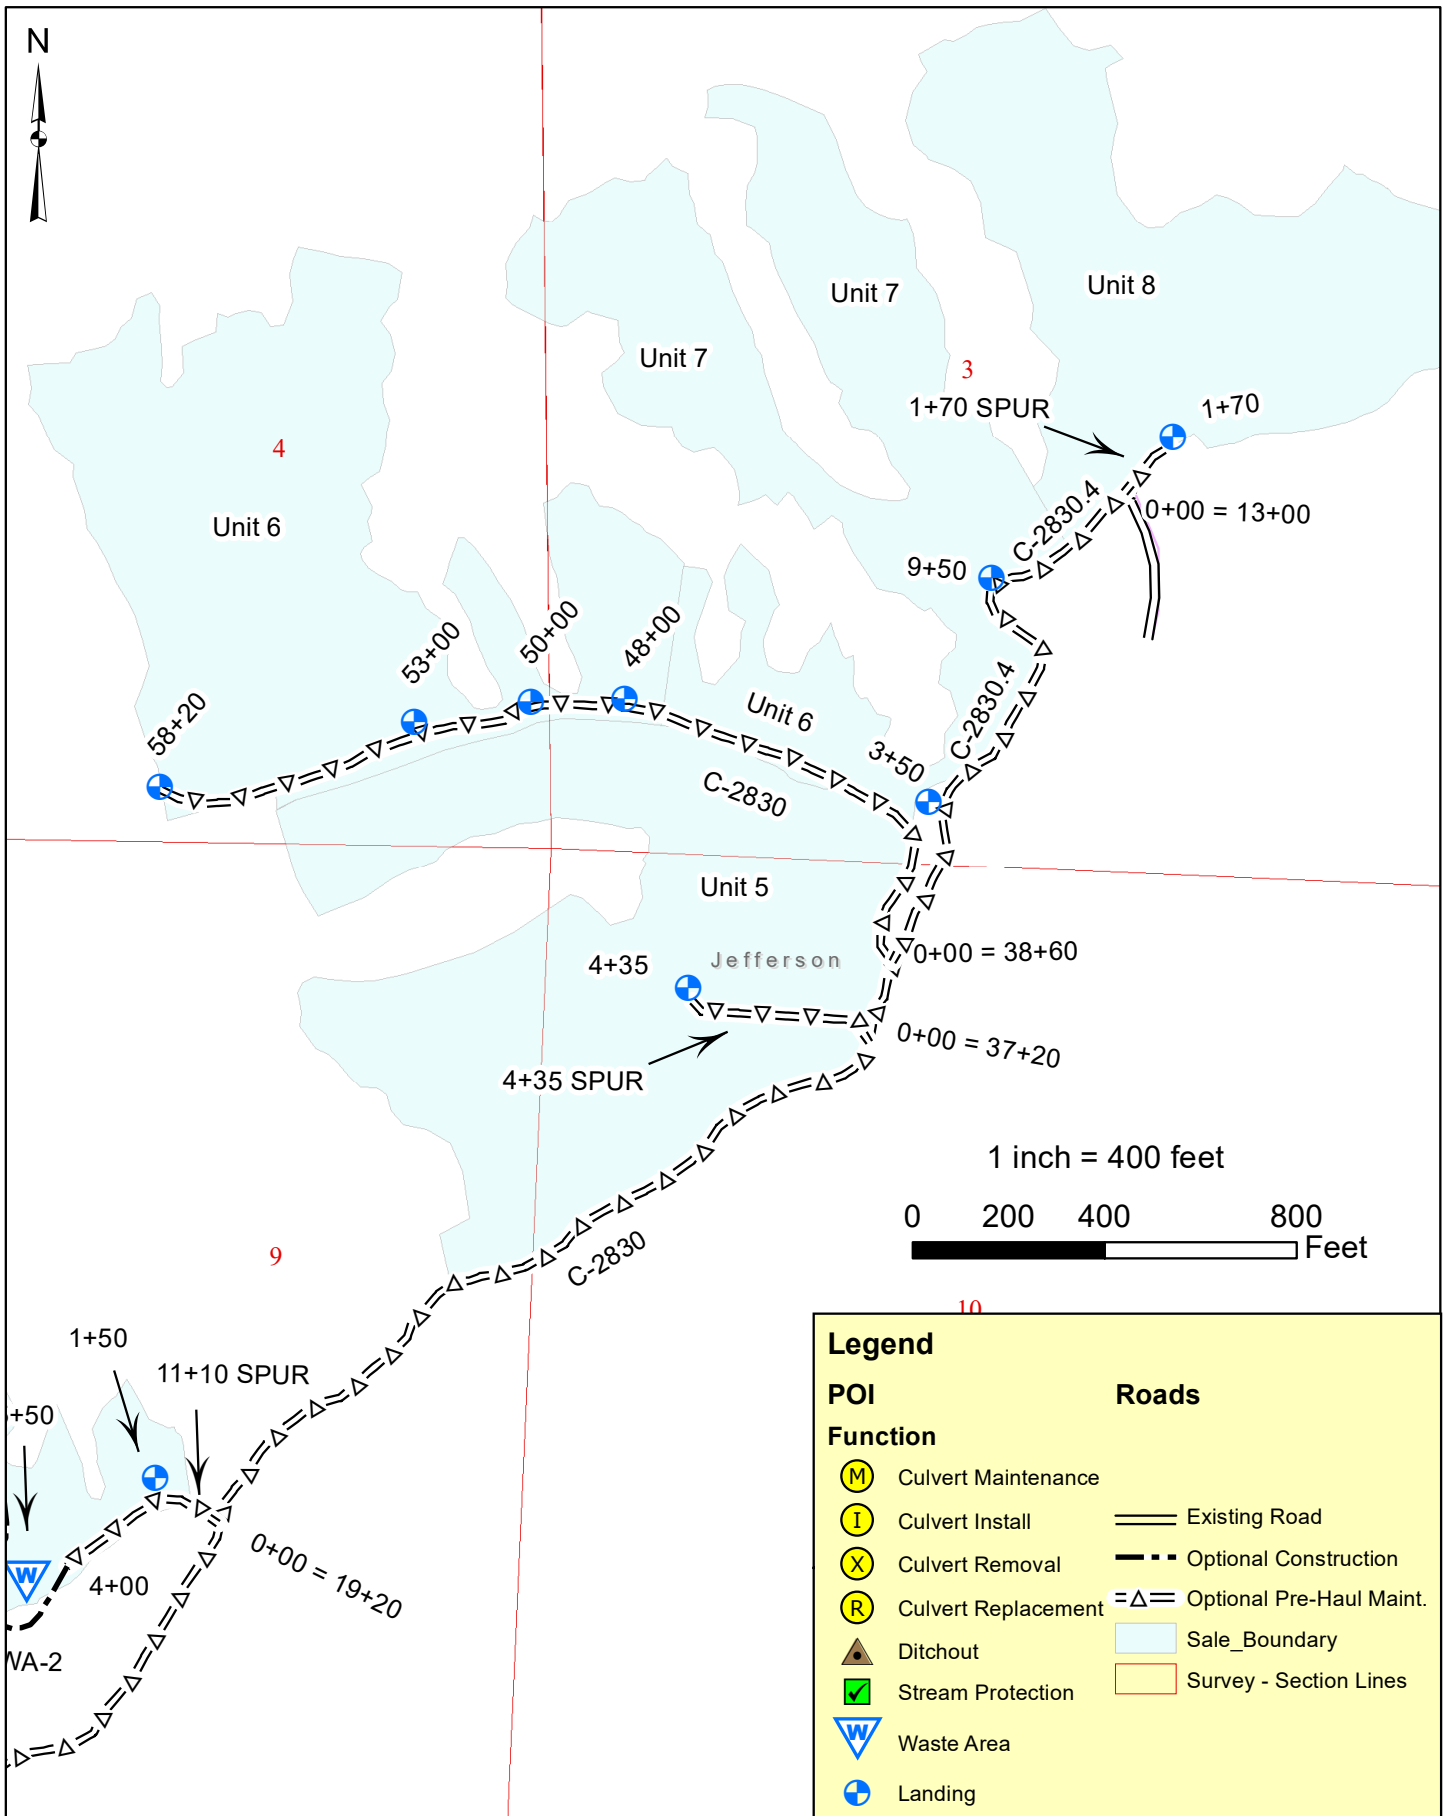 N
Unit 8
Unit 7
Unit 7
3
1+70 SPUR
1+70
4
C-2830.4
0+00 = 13+00
Unit 6
9+50
50+00
48+00
53+00
C-2830.4
58+20
Unit 6
3+50
C-2830
Unit 5
4+35
Jefferson
0+00 = 38+60
0+00 = 37+20
4+35 SPUR
1 inch = 400 feet
0 200 400 800
Feet
C-2830
9
10
1+50
11+10 SPUR
+50
0+00 = 19+20
4+00
W
WA-2
Legend
POI
Roads
Function
M Culvert Maintenance
I Culvert Install
X Culvert Removal
R Culvert Replacement
Ditchout
Stream Protection
W Waste Area
Landing
Existing Road
Optional Construction
Optional Pre-Haul Maint.
Sale_Boundary
Survey - Section Lines